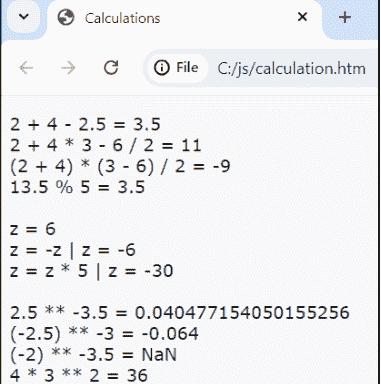 Calculations
File C:/js/calculation.htm
2 + 4 - 2.5 = 3.5
2 + 4 * 3 - 6 / 2 = 11
(2 + 4) * (3 - 6) / 2 = -9
13.5 % 5 = 3.5
z = 6
z = -z | z = -6
z = z * 5 | z = -30
2.5 ** -3.5 = 0.040477154050155256
(-2.5) ** -3 = -0.064
(-2) ** -3.5 = NaN
4 * 3 ** 2 = 36